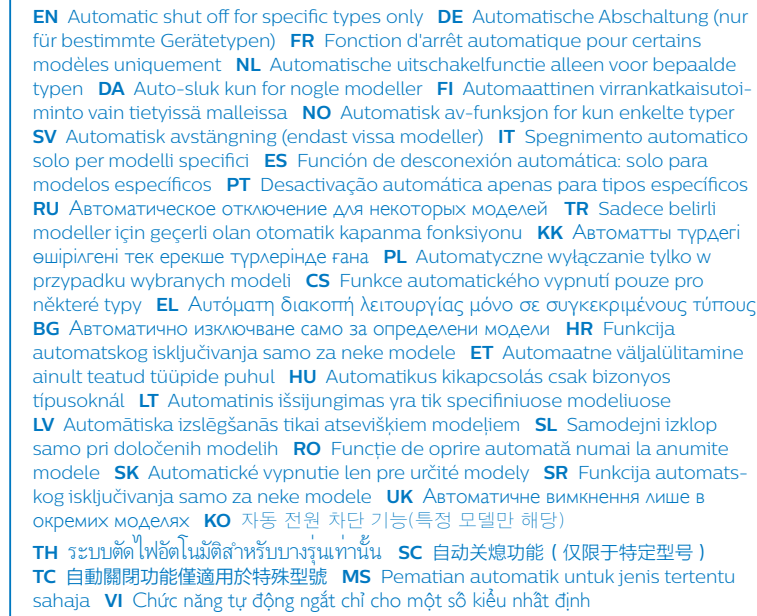 EN Automatic shut off for specific types only DE Automatische Abschaltung (nur
für bestimmte Gerätetypen) FR Fonction d'arrêt automatique pour certains
modèles uniquement NL Automatische uitschakelfunctie alleen voor bepaalde
typen DA Auto-sluk kun for nogle modeller FI Automaattinen virrankatkaisutoi-
minto vain tietyissä malleissa NO Automatisk av-funksjon for kun enkelte typer
SV Automatisk avstängning (endast vissa modeller) IT Spegnimento automatico
solo per modelli specifici ES Función de desconexión automática: solo para
modelos específicos PT Desactivação automática apenas para tipos específicos
RU Автоматическое отключение для некоторых моделей TR Sadece belirli
modeller için geçerli olan otomatik kapanma fonksiyonu KK Автоматты түрдегі
өшірілгені тек ерекше түрлерінде ғана PL Automatyczne wyłączanie tylko w
przypadku wybranych modeli CS Funkce automatického vypnutí pouze pro
některé typy EL Αυτόματη διακοπή λειτουργίας μόνο σε συγκεκριμένους τύπους
BG Автоматично изключване само за определени модели HR Funkcija
automatskog isključivanja samo za neke modele ET Automaatne väljalülitamine
ainult teatud tüüpide puhul HU Automatikus kikapcsolás csak bizonyos
típusoknál LT Automatinis išsijungimas yra tik specifiniuose modeliuose
LV Automātiska izslēgšanās tikai atsevišķiem modeļiem SL Samodejni izklop
samo pri določenih modelih RO Funcţie de oprire automată numai la anumite
modele SK Automatické vypnutie len pre určité modely SR Funkcija automats-
kog isključivanja samo za neke modele UK Автоматичне вимкнення лише в
окремих моделях KO 자동 전원 차단 기능(특정 모델만 해당)
TH ระบบตัดไฟอัตโนมัติสำหรับบางรุ่นเท่านั้น SC 自动关熄功能（仅限于特定型号）
TC 自動關閉功能僅適用於特殊型號 MS Pematian automatik untuk jenis tertentu
sahaja VI Chức năng tự động ngắt chỉ cho một số kiểu nhất định